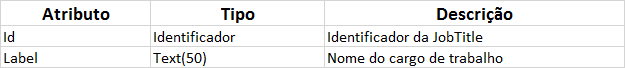 Atributo Tipo Descrição
Id Identificador Identificador da JobTitle
Label Text(50) Nome do cargo de trabalho